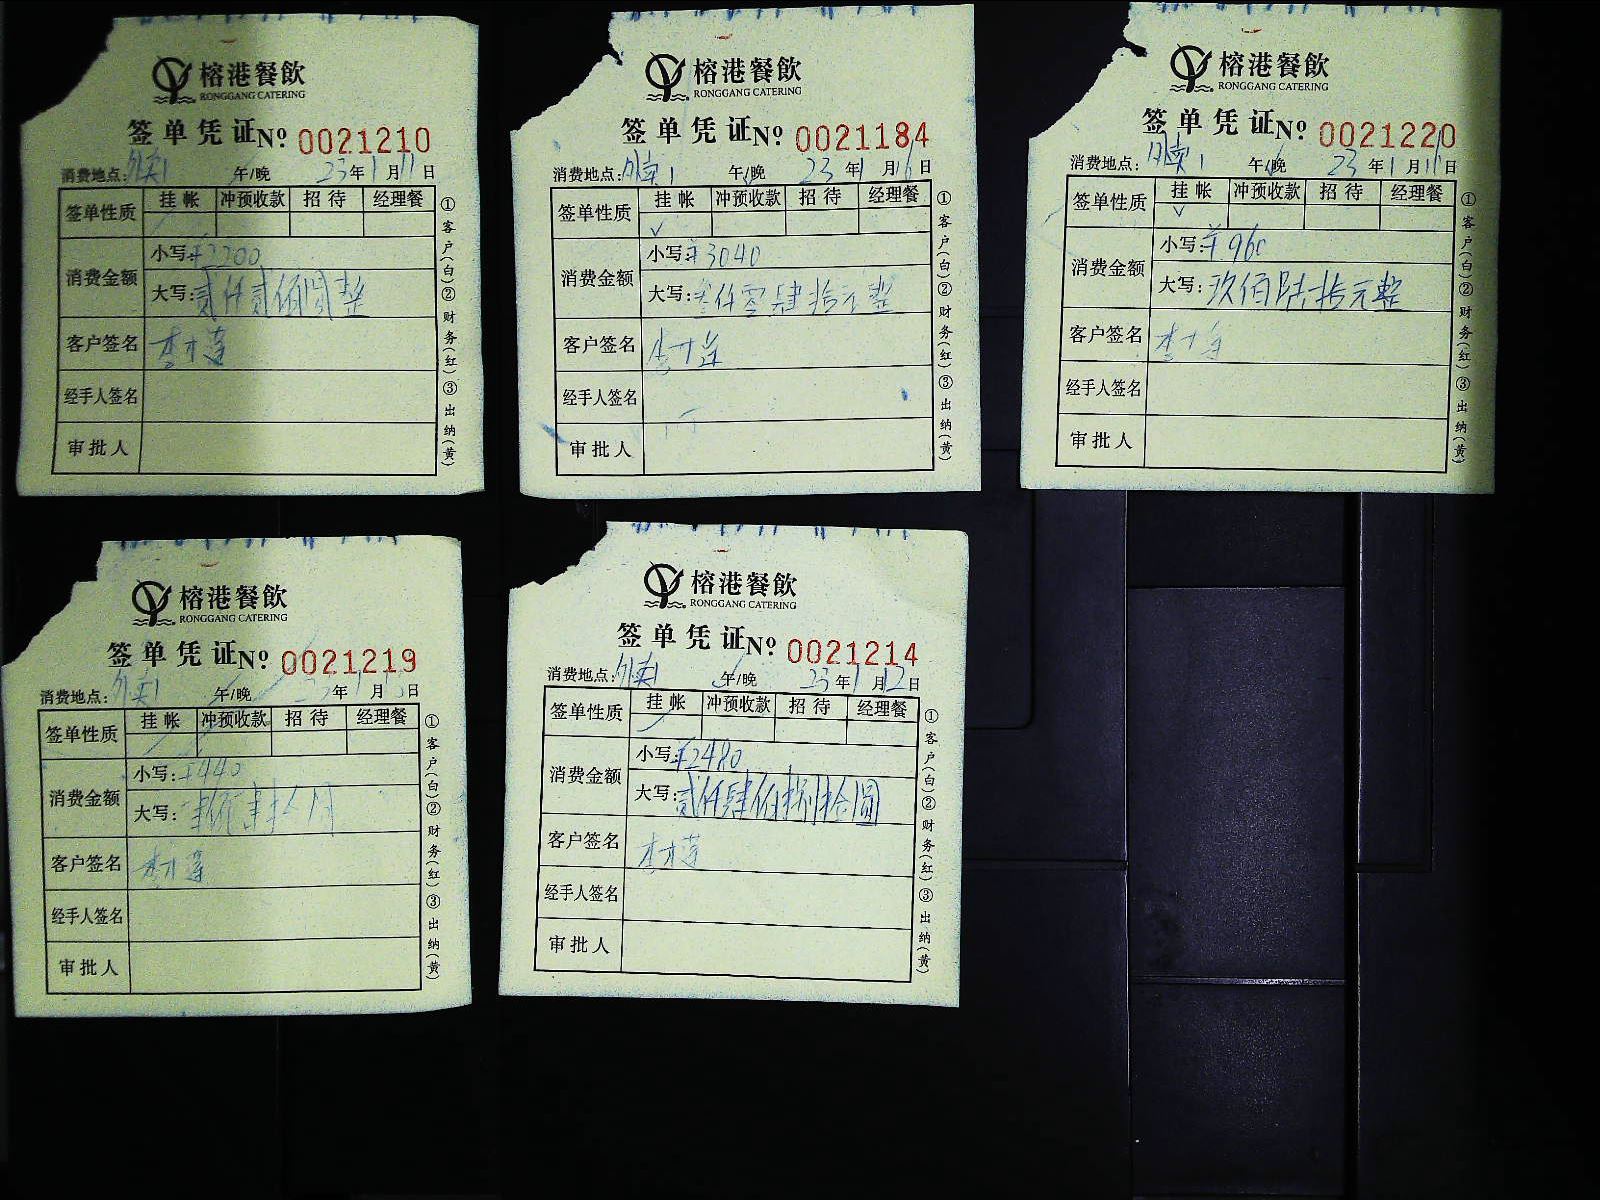 榕港餐飲
RONGGANG CATERING
签单凭证№ 0021210
消费地点：外卖1 午/晚 23年1月11日
签单性质 挂帐 冲预收款 招待 经理餐
消费金额 小写：¥2200
大写：贰仟贰佰圆整
客户签名
经手人签名
审批人
①客户(白)②财务(红)③出纳(黄)
榕港餐飲
RONGGANG CATERING
签单凭证№ 0021184
消费地点：外卖1 午/晚 23年1月6日
签单性质 挂帐 冲预收款 招待 经理餐
√
消费金额 小写：¥3040
大写：叁仟零肆拾元整
客户签名
经手人签名
审批人
①客户(白)②财务(红)③出纳(黄)
榕港餐飲
RONGGANG CATERING
签单凭证№ 0021220
消费地点：外卖1 午/晚 23年1月日
签单性质 挂帐 冲预收款 招待 经理餐
√
消费金额 小写：¥960
大写：玖佰陆拾元整
客户签名
经手人签名
审批人
①客户(白)②财务(红)③出纳(黄)
榕港餐飲
RONGGANG CATERING
签单凭证№ 0021219
消费地点：外卖1 午/晚 年1月日
签单性质 挂帐 冲预收款 招待 经理餐
消费金额 小写：¥440
大写：
客户签名
经手人签名
审批人
①客户(白)②财务(红)③出纳(黄)
榕港餐飲
RONGGANG CATERING
签单凭证№ 0021214
消费地点：外卖1 午/晚 23年1月12日
签单性质 挂帐 冲预收款 招待 经理餐
消费金额 小写：¥2480
大写：贰仟肆佰捌拾圆
客户签名
经手人签名
审批人
①客户(白)②财务(红)③出纳(黄)